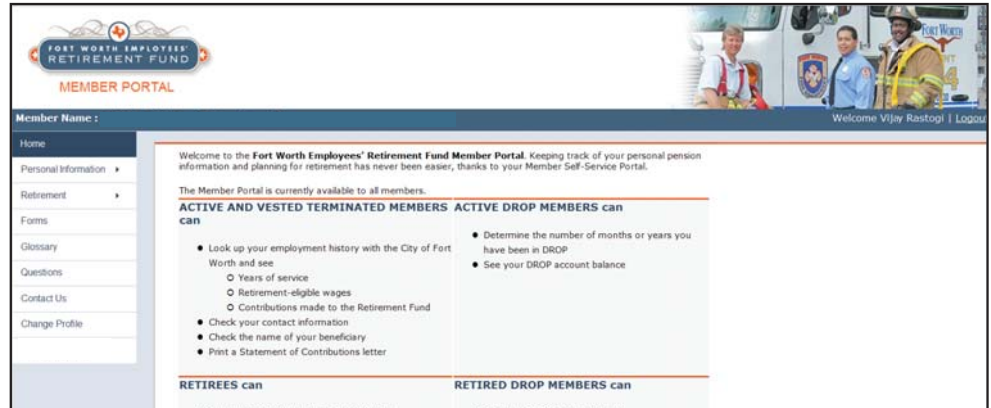 FORT WORTH EMPLOYEES'
RETIREMENT FUND
MEMBER PORTAL
FORT WORTH
Member Name :
Welcome Vijay Rastogi | Logou
Home
Personal Information
Retirement
Forms
Glossary
Questions
Contact Us
Change Profile
Welcome to the Fort Worth Employees' Retirement Fund Member Portal. Keeping track of your personal pension
information and planning for retirement has never been easier, thanks to your Member Self-Service Portal.
The Member Portal is currently available to all members.
ACTIVE AND VESTED TERMINATED MEMBERS
can
Look up your employment history with the City of Fort
Worth and see
Years of service
Retirement-eligible wages
Contributions made to the Retirement Fund
Check your contact information
Check the name of your beneficiary
Print a Statement of Contributions letter
ACTIVE DROP MEMBERS can
Determine the number of months or years you
have been in DROP
See your DROP account balance
RETIREES can
RETIRED DROP MEMBERS can